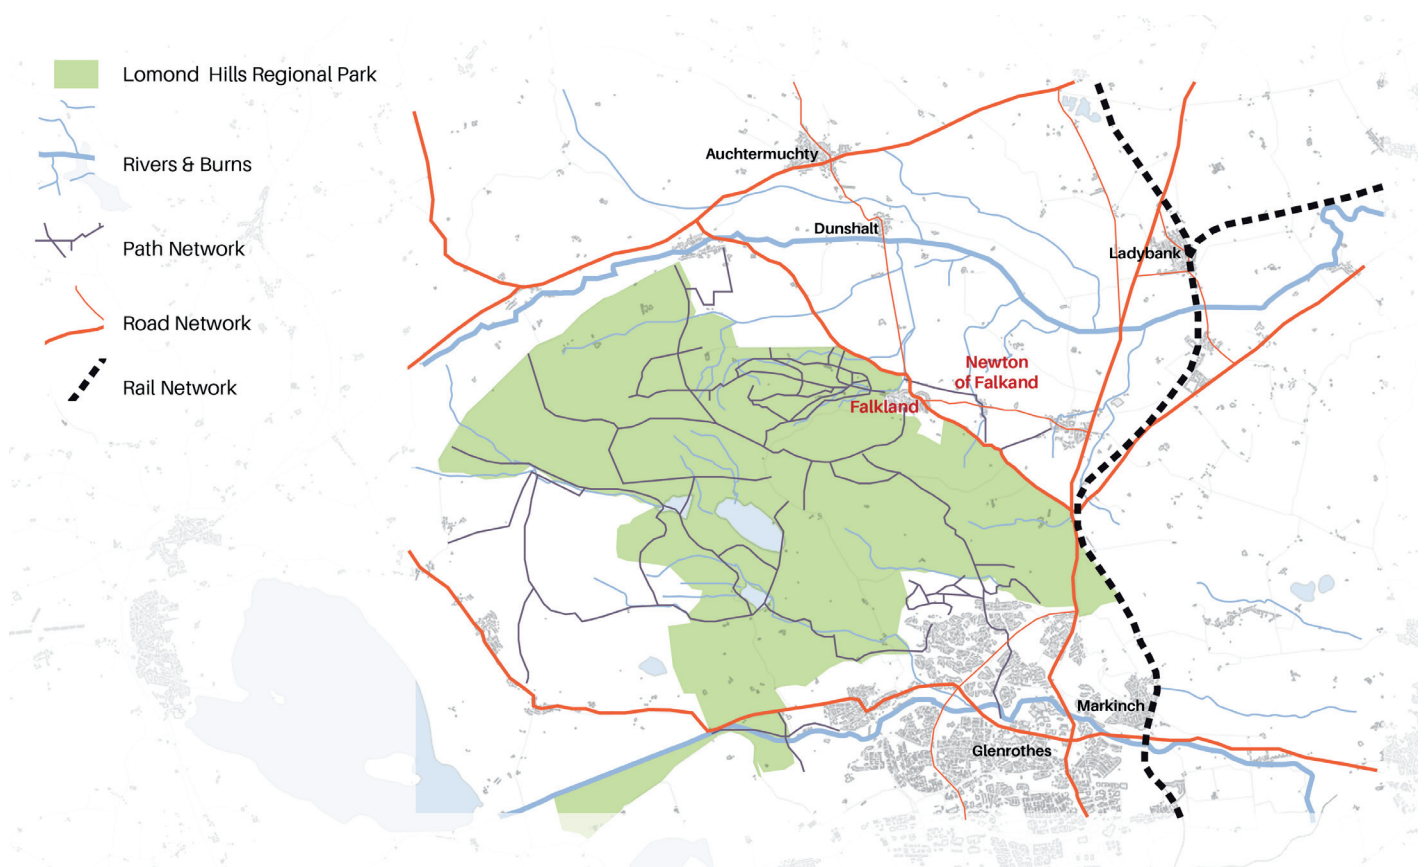 Lomond Hills Regional Park
Rivers & Burns
Path Network
Road Network
Rail Network
Auchtermuchty
Dunshalt
Ladybank
Newton
of Falkand
Falkland
Markinch
Glenrothes